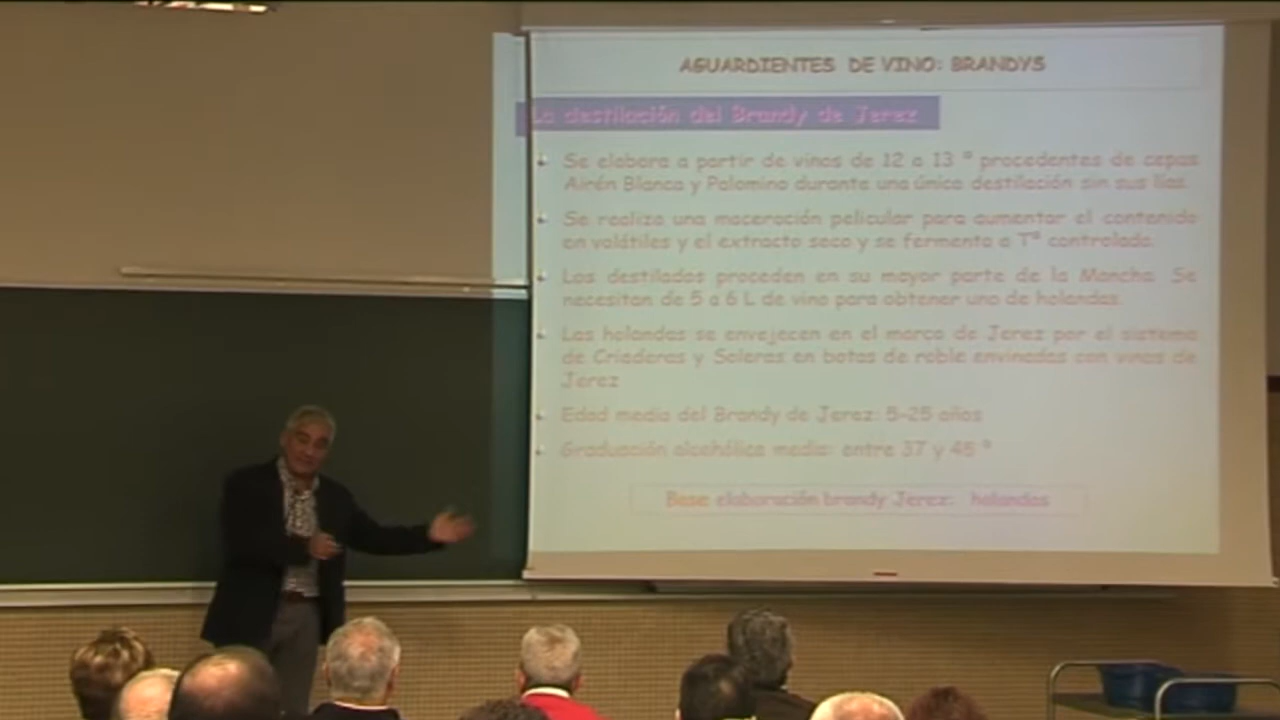 AGUARDIENTES DE VINO: BRANDYS
La destilación del Brandy de Jerez
Se elabora a partir de vinos de 12 a 13 º procedentes de cepas
Airén Blanca y Palomino durante una única destilación sin sus lías.
Se realiza una maceración pelicular para aumentar el contenido
en volátiles y el extracto seco y se fermenta a Tª controlada.
Los destilados proceden en su mayor parte de la Mancha. Se
necesitan de 5 a 6 L de vino para obtener uno de holandas.
Las holandas se envejecen en el marco de Jerez por el sistema
de Criaderas y Soleras en botas de roble envinadas con vinos de
Jerez
Edad media del Brandy de Jerez: 5-25 años
Graduación alcohólica media: entre 37 y 45 º
Base elaboración brandy Jerez: holandas